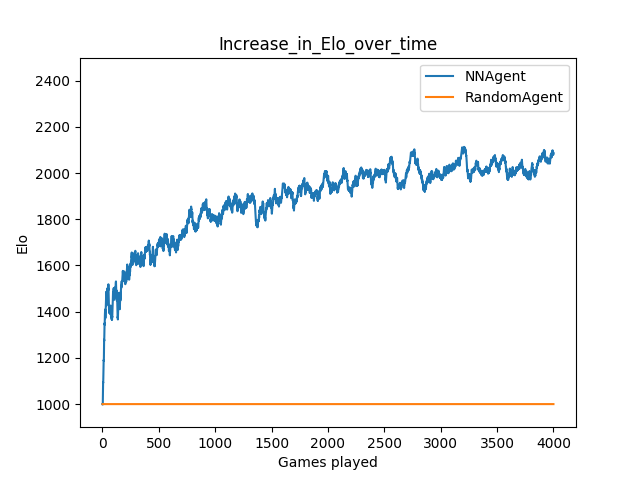 Increase_in_Elo_over_time
NNAgent
RandomAgent
2400
2200
2000
1800
1600
1400
1200
1000
Elo
0 500 1000 1500 2000 2500 3000 3500 4000
Games played